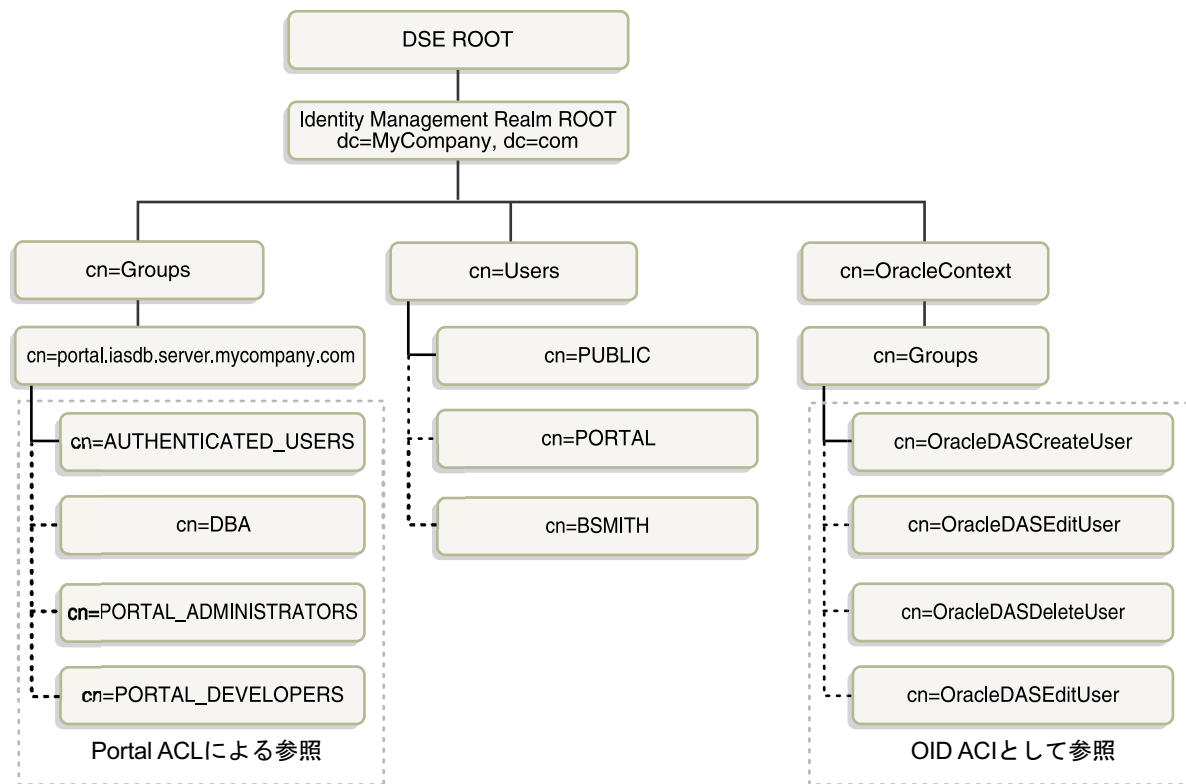 DSE ROOT
Identity Management Realm ROOT
dc=MyCompany, dc=com
cn=Groups
cn=Users
cn=OracleContext
cn=portal.iasdb.server.mycompany.com
cn=PUBLIC
cn=Groups
cn=AUTHENTICATED_USERS
cn=PORTAL
cn=OracleDASCreateUser
cn=DBA
cn=BSMITH
cn=OracleDASEditUser
cn=PORTAL_ADMINISTRATORS
cn=OracleDASDeleteUser
cn=PORTAL_DEVELOPERS
cn=OracleDASEditUser
Portal ACLによる参照
OID ACIとして参照